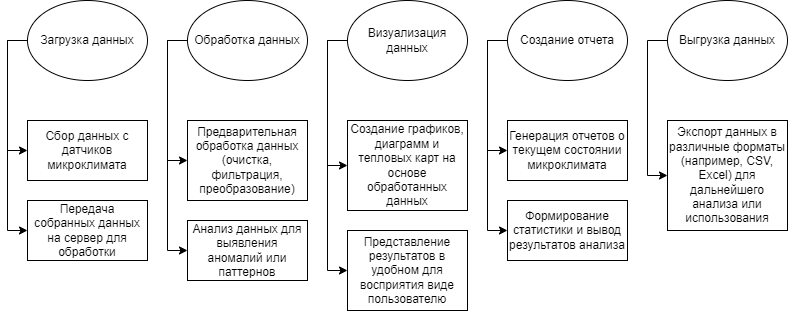 Загрузка данных
Обработка данных
Визуализация
данных
Создание отчета
Выгрузка данных
Сбор данных с
датчиков
микроклимата
Передача
собранных данных
на сервер для
обработки
Предварительная
обработка данных
(очистка,
фильтрация,
преобразование)
Анализ данных для
выявления
аномалий или
паттернов
Создание графиков,
диаграмм и
тепловых карт на
основе
обработанных
данных
Представление
результатов в
удобном для
восприятия виде
пользователю
Генерация отчетов о
текущем состоянии
микроклимата
Формирование
статистики и вывод
результатов анализа
Экспорт данных в
различные форматы
(например, CSV,
Excel) для
дальнейшего
анализа или
использования